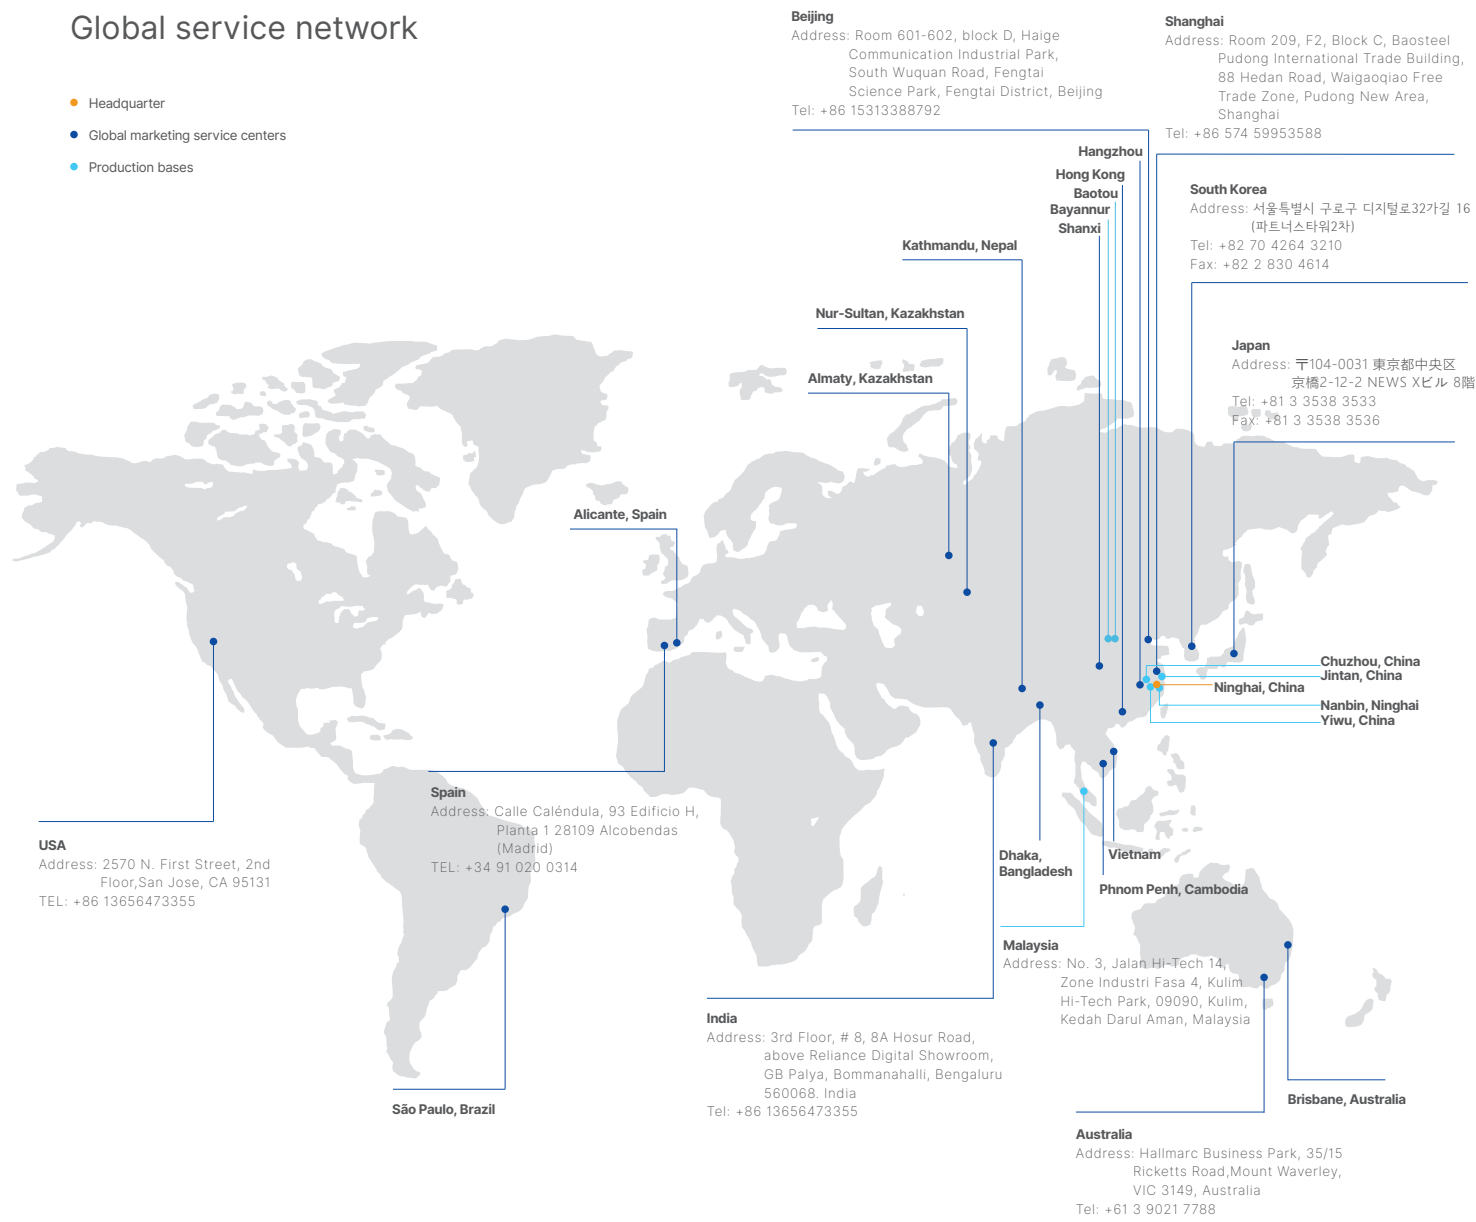 Global service network
Headquarter
Global marketing service centers
Production bases
Beijing
Address: Room 601-602, block D, Haige
Communication Industrial Park,
South Wuquan Road, Fengtai
Science Park, Fengtai District, Beijing
Tel: +86 15313388792
Shanghai
Address: Room 209, F2, Block C, Baosteel
Pudong International Trade Building,
88 Hedan Road, Waigaoqiao Free
Trade Zone, Pudong New Area,
Shanghai
Tel: +86 574 59953588
Hangzhou
Hong Kong
Baotou
Bayannur
Shanxi
South Korea
Address: 서울특별시 구로구 디지털로32가길 16
(파트너스타워2차)
Tel: +82 70 4264 3210
Fax: +82 2 830 4614
Kathmandu, Nepal
Nur-Sultan, Kazakhstan
Almaty, Kazakhstan
Japan
Address: 〒104-0031 東京都中央区
京橋2-12-2 NEWS Xビル 8階
Tel: +81 3 3538 3533
Fax: +81 3 3538 3536
Alicante, Spain
Chuzhou, China
Jintan, China
Ninghai, China
Nanbin, Ninghai
Yiwu, China
Spain
Address: Calle Caléndula, 93 Edificio H,
Planta 1 28109 Alcobendas
(Madrid)
TEL: +34 91 020 0314
USA
Address: 2570 N. First Street, 2nd
Floor,San Jose, CA 95131
TEL: +86 13656473355
Dhaka,
Bangladesh
Vietnam
Phnom Penh, Cambodia
Malaysia
Address: No. 3, Jalan Hi-Tech 14,
Zone Industri Fasa 4, Kulim
Hi-Tech Park, 09090, Kulim,
Kedah Darul Aman, Malaysia
India
Address: 3rd Floor, # 8, 8A Hosur Road,
above Reliance Digital Showroom,
GB Palya, Bommanahalli, Bengaluru
560068. India
Tel: +86 13656473355
São Paulo, Brazil
Brisbane, Australia
Australia
Address: Hallmarc Business Park, 35/15
Ricketts Road,Mount Waverley,
VIC 3149, Australia
Tel: +61 3 9021 7788